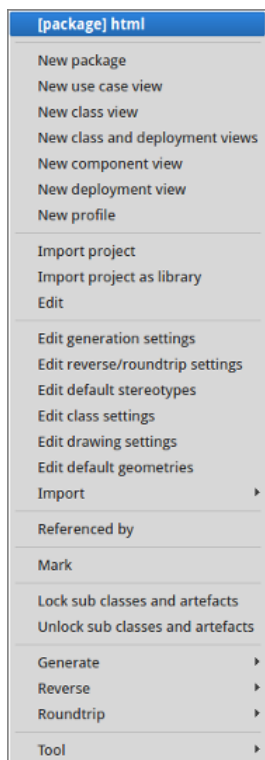 [package] html
New package
New use case view
New class view
New class and deployment views
New component view
New deployment view
New profile
Import project
Import project as library
Edit
Edit generation settings
Edit reverse/roundtrip settings
Edit default stereotypes
Edit class settings
Edit drawing settings
Edit default geometries
Import
Referenced by
Mark
Lock sub classes and artefacts
Unlock sub classes and artefacts
Generate
Reverse
Roundtrip
Tool